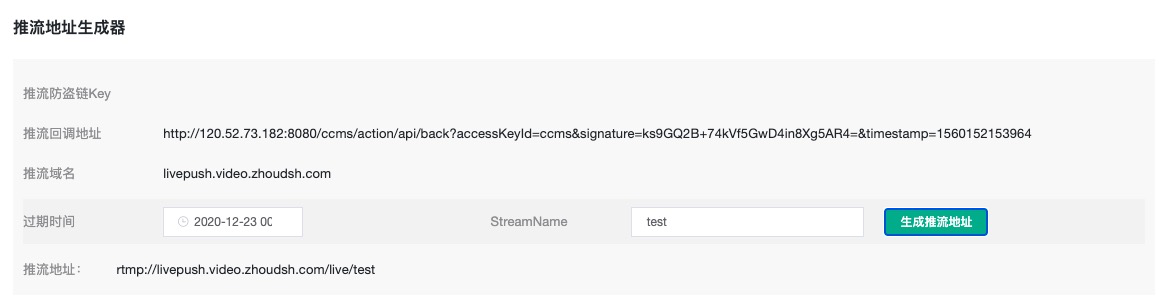 推流地址生成器
推流防盗链Key
推流回调地址 http://120.52.73.182:8080/ccms/action/api/back?accessKeyId=ccms&signature=ks9GQ2B+74kVf5GwD4in8Xg5AR4=&timestamp=1560152153964
推流域名 livepush.video.zhoudsh.com
过期时间 2020-12-23 00 StreamName test 生成推流地址
推流地址: rtmp://livepush.video.zhoudsh.com/live/test